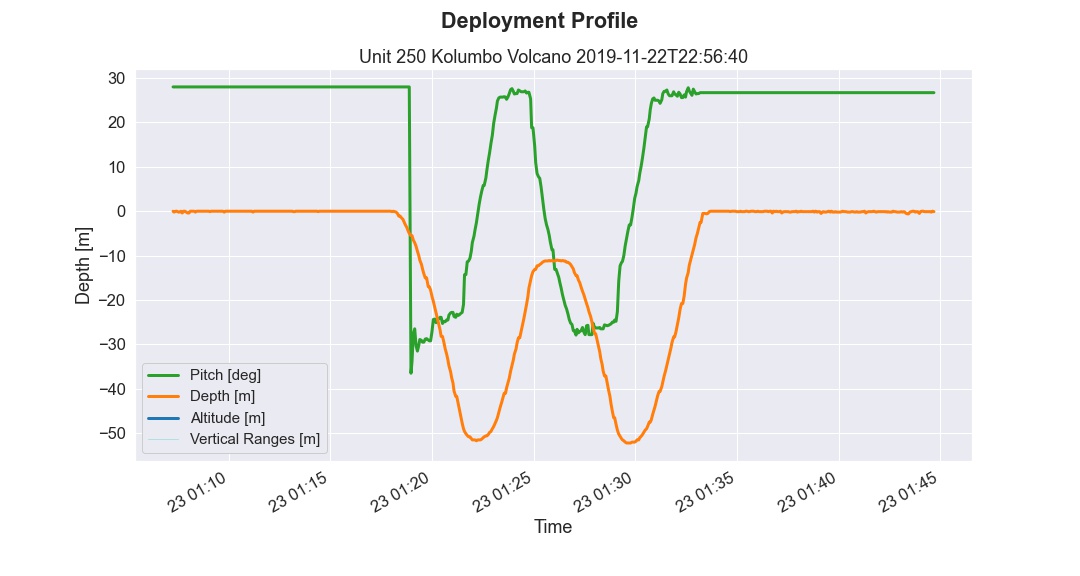 Deployment Profile
Unit 250 Kolumbo Volcano 2019-11-22T22:56:40
30
20
10
0
−10
−20
−30
−40
−50
Depth [m]
Pitch [deg]
Depth [m]
Altitude [m]
Vertical Ranges [m]
23 01:10
23 01:15
23 01:20
23 01:25
23 01:30
23 01:35
23 01:40
23 01:45
Time